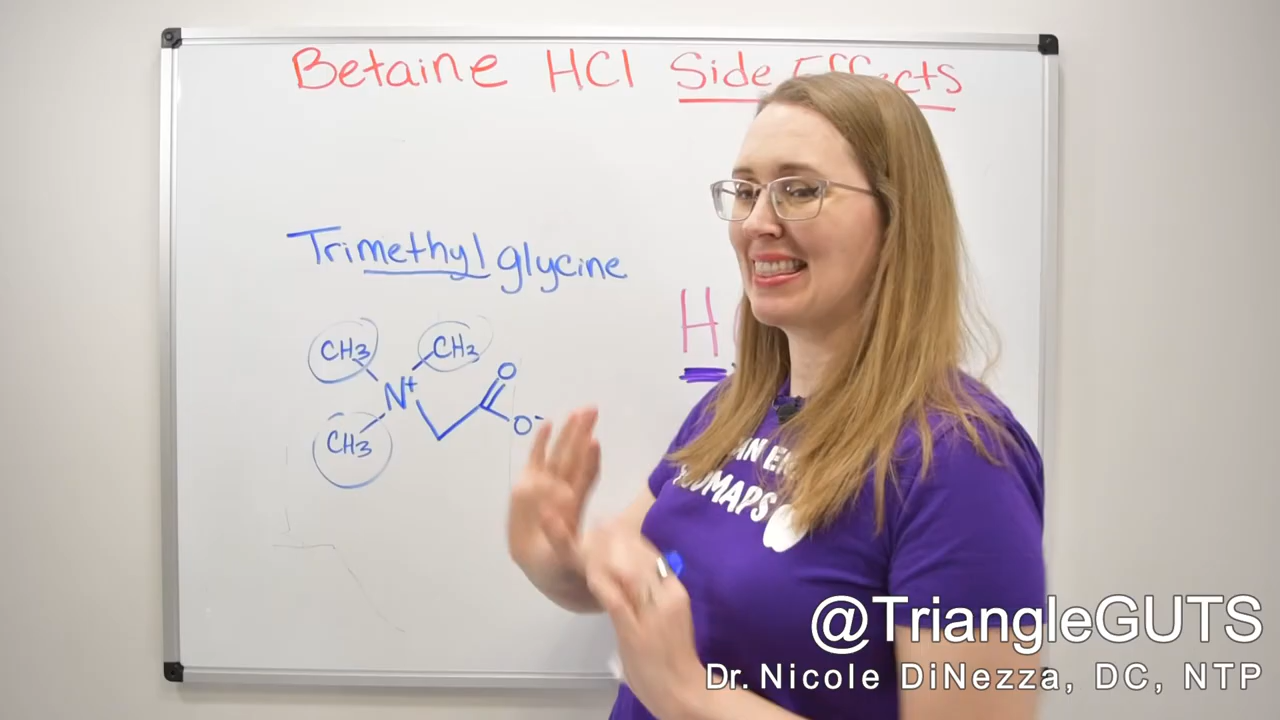 Betaine HCl Side Effects
Trimethyl glycine
CH3 CH3
N+ O
CH3 O-
H
@TriangleGUTS
Dr. Nicole DiNezza, DC, NTP